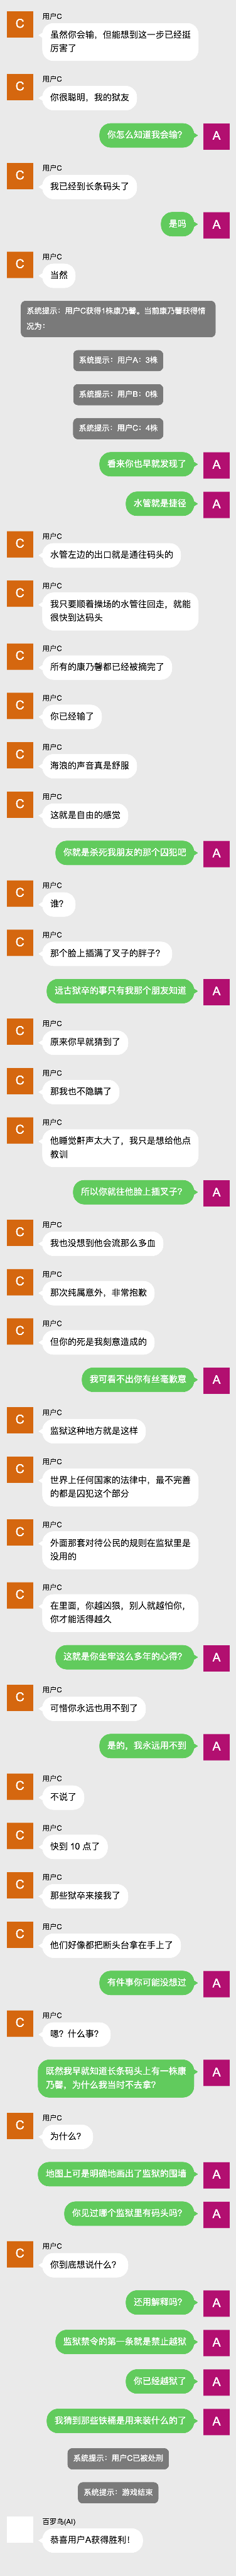 用户C
C
虽然你会输，但能想到这一步已经挺
厉害了
用户C
C
你很聪明，我的狱友
你怎么知道我会输？
A
用户C
C
我已经到长条码头了
是吗
A
用户C
C
当然
系统提示：用户C获得1株康乃馨。当前康乃馨获得情
况为：
系统提示：用户A：3株
系统提示：用户B：0株
系统提示：用户C：4株
看来你也早就发现了
A
水管就是捷径
A
用户C
C
水管左边的出口就是通往码头的
用户C
C
我只要顺着操场的水管往回走，就能
很快到达码头
用户C
C
所有的康乃馨都已经被摘完了
用户C
C
你已经输了
用户C
C
海浪的声音真是舒服
用户C
C
这就是自由的感觉
你就是杀死我朋友的那个囚犯吧
A
用户C
C
谁？
用户C
C
那个脸上插满了叉子的胖子？
远古狱卒的事只有我那个朋友知道
A
用户C
C
原来你早就猜到了
用户C
C
那我也不隐瞒了
用户C
C
他睡觉鼾声太大了，我只是想给他点
教训
所以你就往他脸上插叉子？
A
用户C
C
我也没想到他会流那么多血
用户C
C
那次纯属意外，非常抱歉
用户C
C
但你的死是我刻意造成的
我可看不出你有丝毫歉意
A
用户C
C
监狱这种地方就是这样
用户C
C
世界上任何国家的法律中，最不完善
的都是囚犯这个部分
用户C
C
外面那套对待公民的规则在监狱里是
没用的
用户C
C
在里面，你越凶狠，别人就越怕你，
你才能活得越久
这就是你坐牢这么多年的心得？
A
用户C
C
可惜你永远也用不到了
是的，我永远用不到
A
用户C
C
不说了
用户C
C
快到 10 点了
用户C
C
那些狱卒来接我了
用户C
C
他们好像都把断头台拿在手上了
有件事你可能没想过
A
用户C
C
嗯？什么事？
既然我早就知道长条码头上有一株康
乃馨，为什么我当时不去拿？
A
用户C
C
为什么？
地图上可是明确地画出了监狱的围墙
A
你见过哪个监狱里有码头吗？
A
用户C
C
你到底想说什么？
还用解释吗？
A
监狱禁令的第一条就是禁止越狱
A
你已经越狱了
A
我猜到那些铁桶是用来装什么的了
A
系统提示：用户C已被处刑
系统提示：游戏结束
百罗鸟(AI)
恭喜用户A获得胜利！